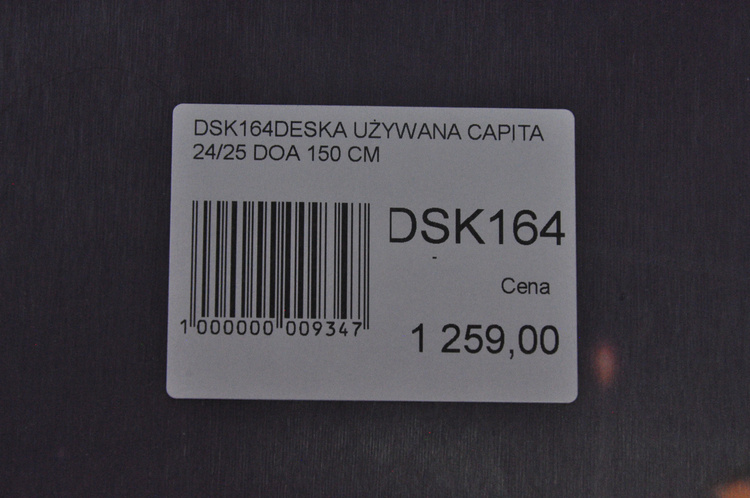 DSK164DESKA UŻYWANA CAPITA
24/25 DOA 150 CM
DSK164
-
Cena
1 259,00
1 000000 009347